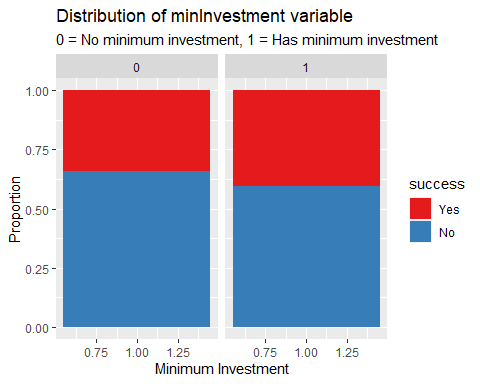 Distribution of minInvestment variable
0 = No minimum investment, 1 = Has minimum investment
0 1
1.00
0.75
0.50
0.25
0.00
Proportion
0.75 1.00 1.25 0.75 1.00 1.25
Minimum Investment
success
Yes
No